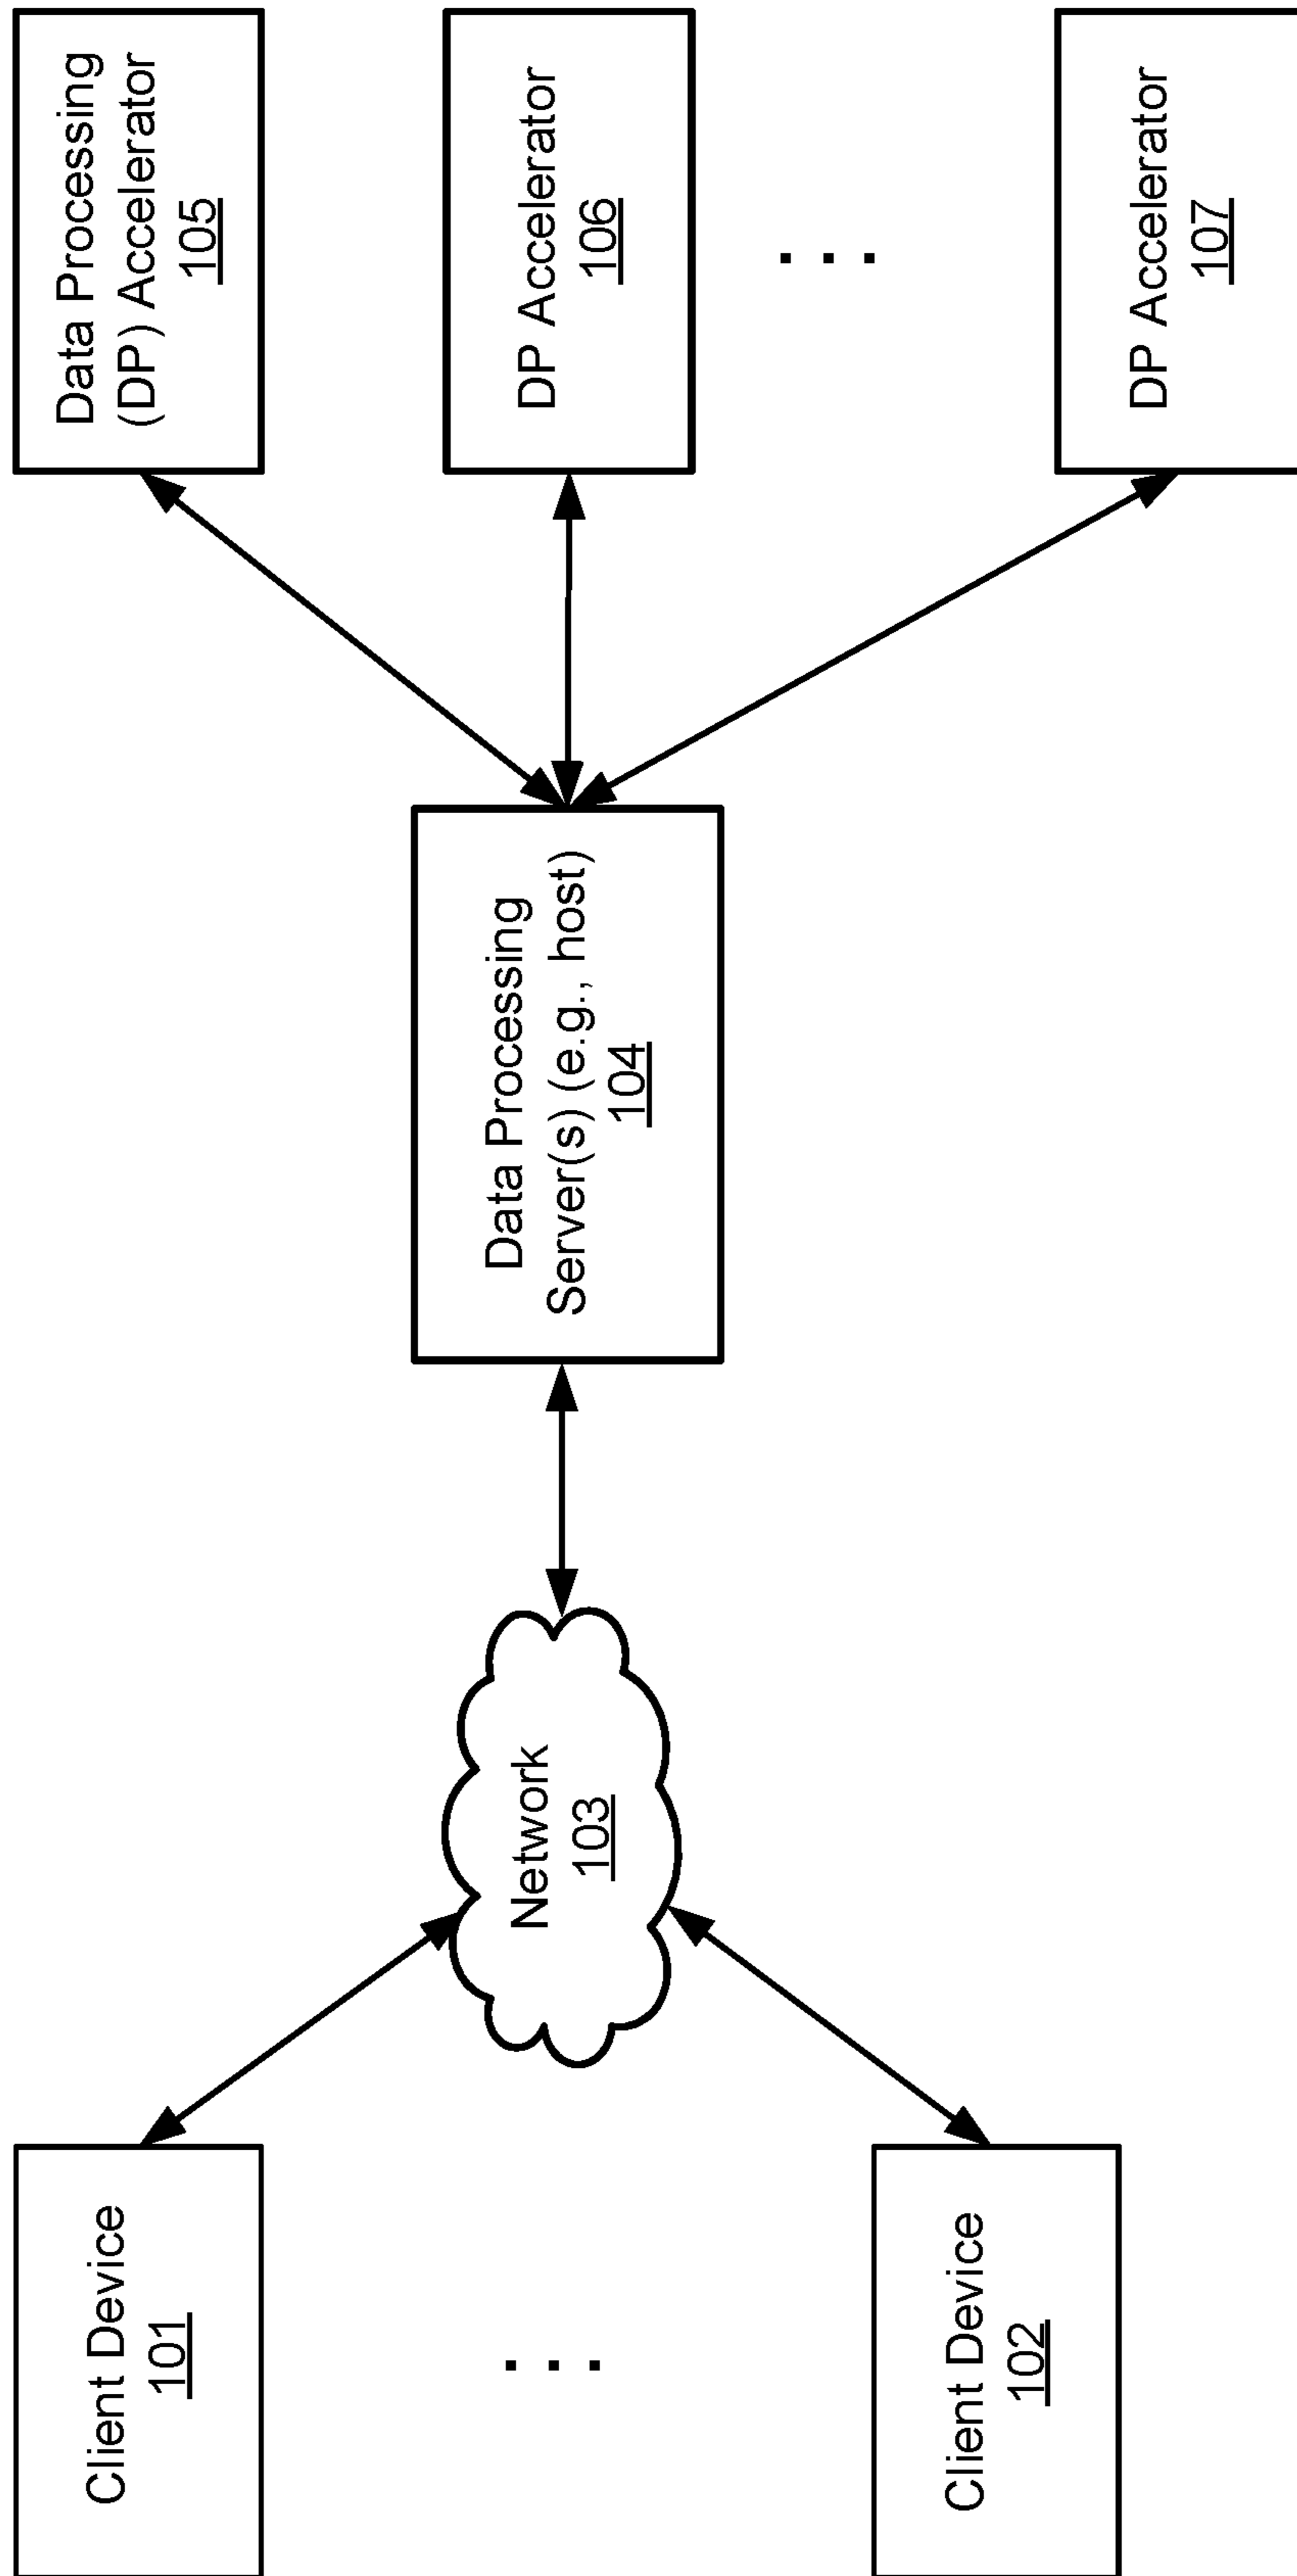 Client Device
101
. . .
Client Device
102
Network
103
Data Processing
Server(s) (e.g., host)
104
Data Processing
(DP) Accelerator
105
DP Accelerator
106
. . .
DP Accelerator
107